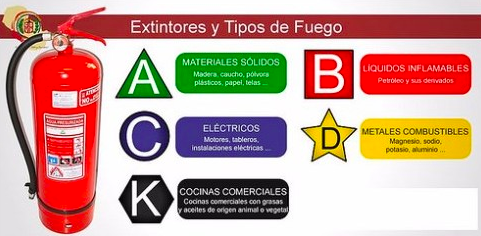 Extintores y Tipos de Fuego
A
MATERIALES SÓLIDOS
Madera, caucho, pólvora
plásticos, papel, telas ...
B
LÍQUIDOS INFLAMABLES
Petróleo y sus derivados
C
ELÉCTRICOS
Motores, tableros,
instalaciones eléctricas ...
D
METALES COMBUSTIBLES
Magnesio, sodio,
potasio, aluminio ...
K
COCINAS COMERCIALES
Cocinas comerciales con grasas
y aceites de origen animal o vegetal
AGUA PRESURIZADA